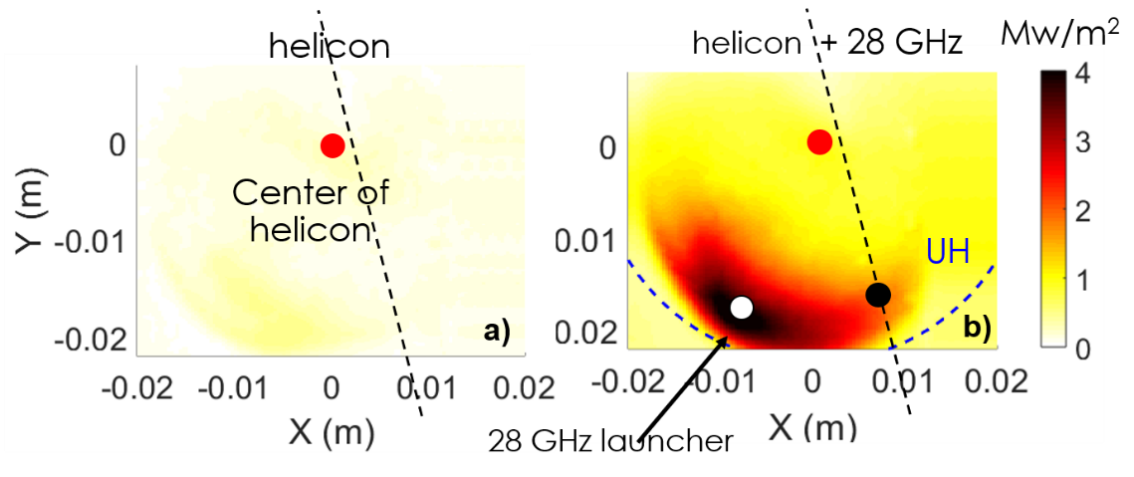 helicon
Y (m)
0
-0.01
-0.02
Center of
helicon
a)
-0.02 -0.01 0 0.01 0.02
X (m)
helicon + 28 GHz
0
0.01
0.02
UH
b)
-0.02 -0.01 0 0.01 0.02
X (m)
28 GHz launcher
Mw/m²
4
3
2
1
0